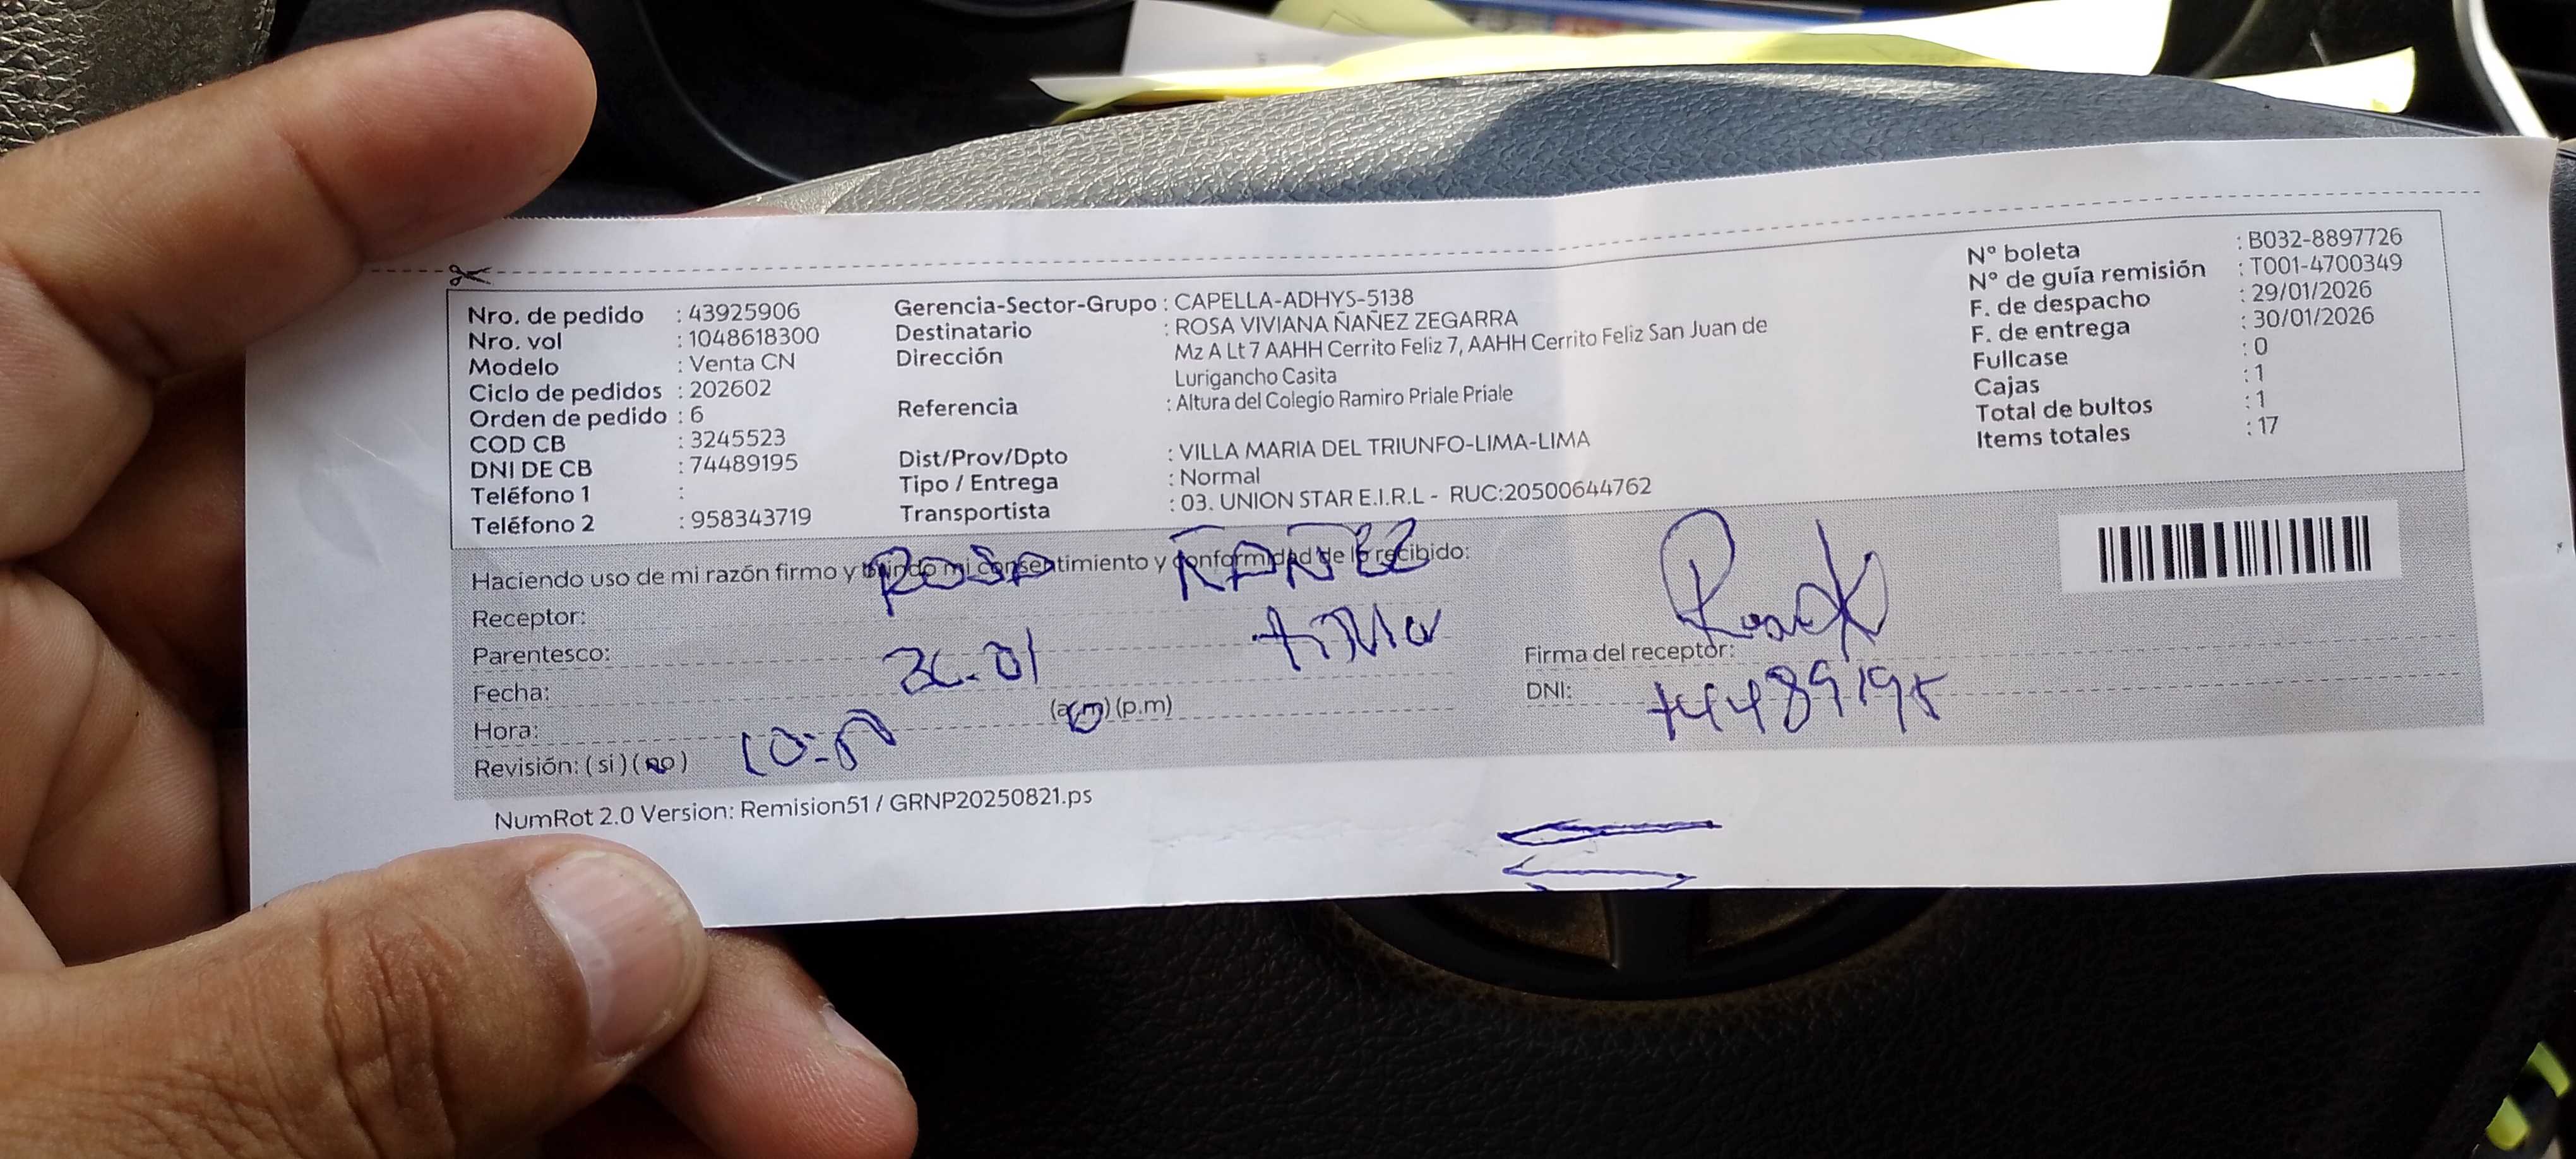 Nro. de pedido : 43925906
Nro. vol : 1048618300
Modelo : Venta CN
Ciclo de pedidos : 202602
Orden de pedido : 6
COD CB : 3245523
DNI DE CB : 74489195
Teléfono 1 :
Teléfono 2 : 958343719
Gerencia-Sector-Grupo : CAPELLA-ADHYS-5138
Destinatario : ROSA VIVIANA ÑAÑEZ ZEGARRA
Dirección Mz A Lt 7 AAHH Cerrito Feliz 7, AAHH Cerrito Feliz San Juan de
Lurigancho Casita
Referencia : Altura del Colegio Ramiro Priale Priale
Dist/Prov/Dpto : VILLA MARIA DEL TRIUNFO-LIMA-LIMA
Tipo / Entrega : Normal
Transportista : 03. UNION STAR E.I.R.L - RUC:20500644762
N° boleta : B032-8897726
N° de guía remisión : T001-4700349
F. de despacho : 29/01/2026
F. de entrega : 30/01/2026
Fullcase : 0
Cajas : 1
Total de bultos : 1
Items totales : 17
Haciendo uso de mi razón firmo y brindo mi consentimiento y conformidad de lo recibido:
Receptor: Rosa
Parentesco:
Fecha:
Hora: (a.m) (p.m)
Revisión: ( si ) ( no )
Firma del receptor:
DNI: 74489195
NumRot 2.0 Version: Remision51 / GRNP20250821.ps